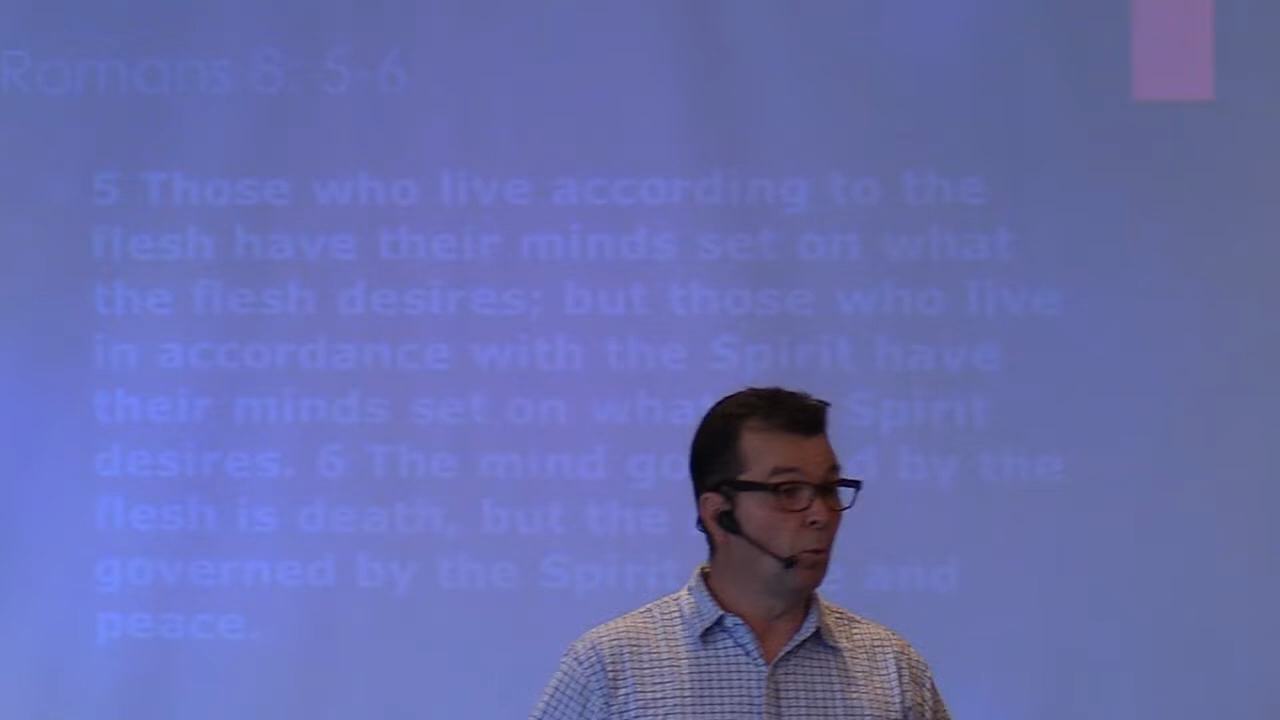 Romans 8: 5-6
5 Those who live according to the
flesh have their minds set on what
the flesh desires; but those who live
in accordance with the Spirit have
their minds set on what Spirit
desires. 6 The mind by the
flesh is death, but the
governed by the Spirit and
peace.